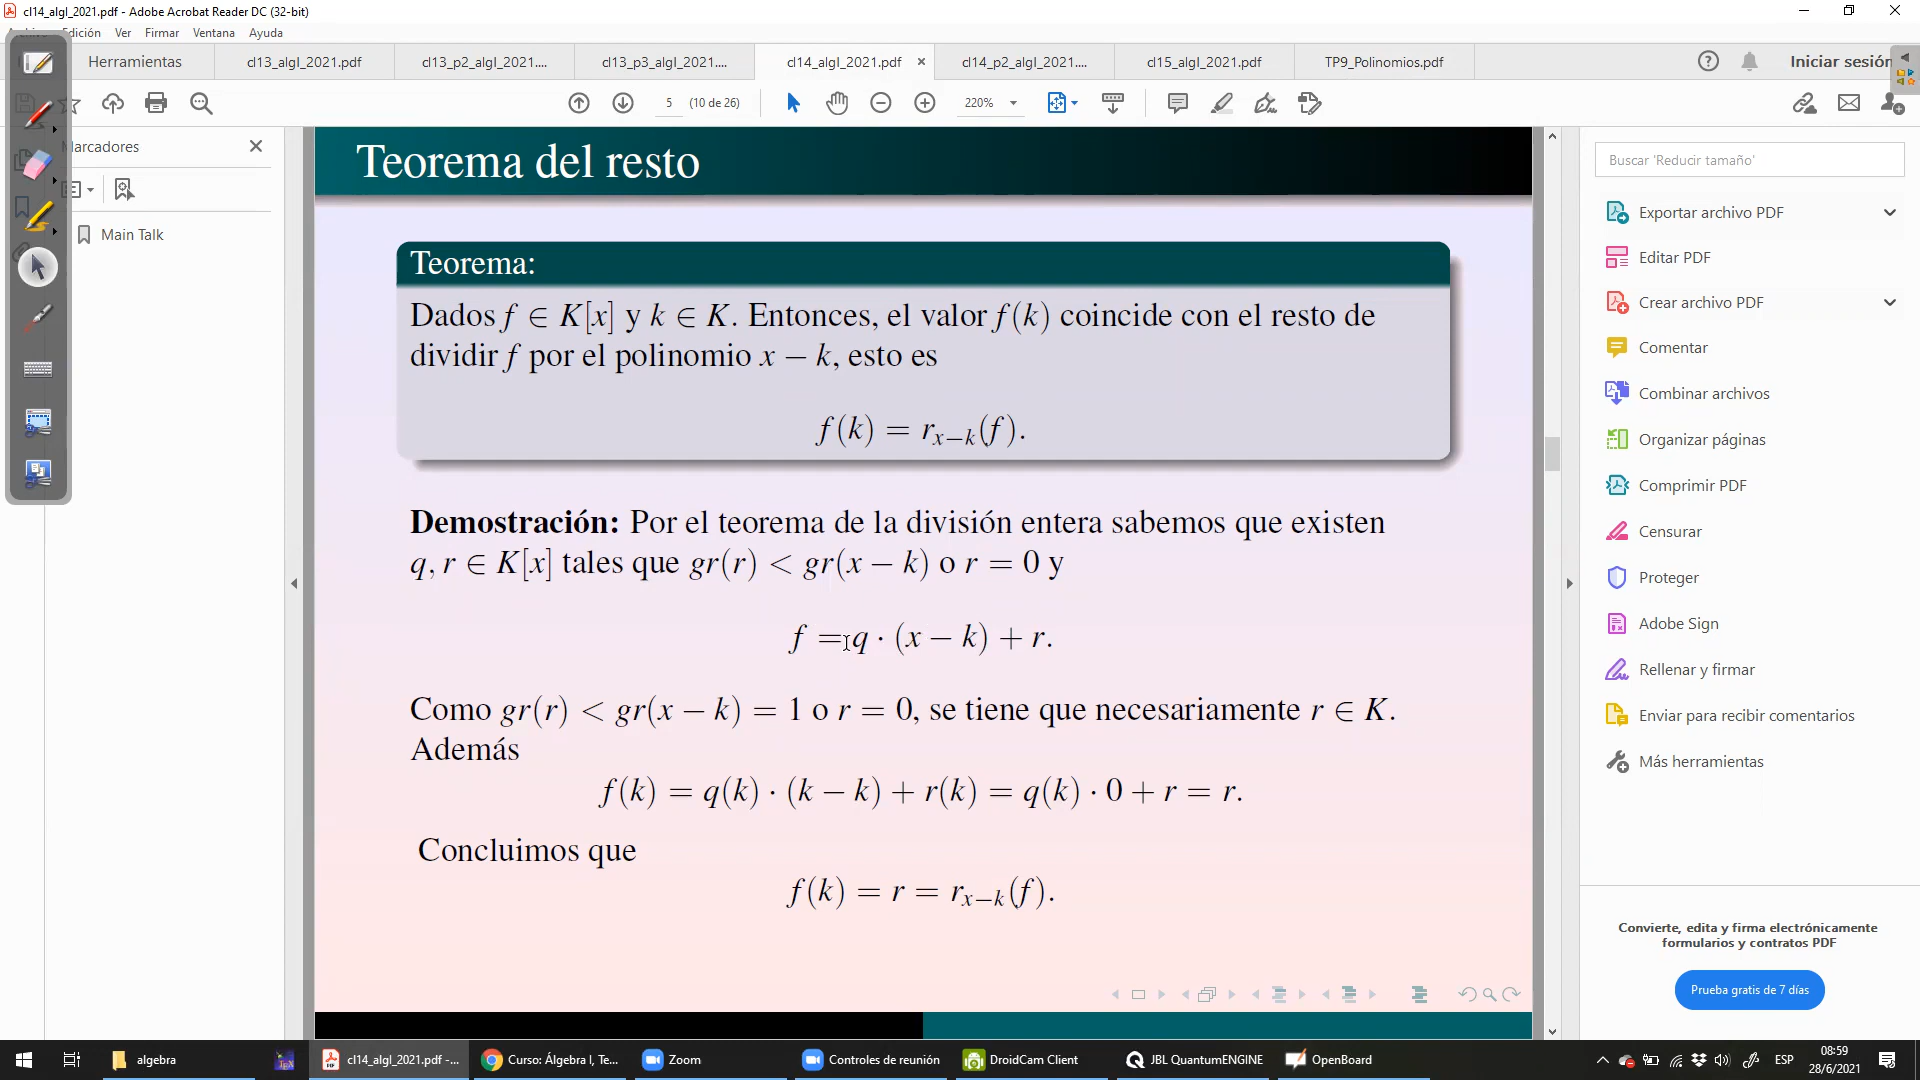 cl14_algI_2021.pdf - Adobe Acrobat Reader DC (32-bit)
Edición Ver Firmar Ventana Ayuda
Herramientas cl13_algI_2021.pdf cl13_p2_algI_2021.... cl13_p3_algI_2021.... cl14_algI_2021.pdf × cl14_p2_algI_2021.... cl15_algI_2021.pdf TP9_Polinomios.pdf Iniciar sesión
5 (10 de 26) 220%
Marcadores
Main Talk
Teorema del resto
Teorema:
Dados f ∈ K[x] y k ∈ K. Entonces, el valor f(k) coincide con el resto de
dividir f por el polinomio x − k, esto es
f(k) = r_{x−k}(f).
Demostración: Por el teorema de la división entera sabemos que existen
q, r ∈ K[x] tales que gr(r) < gr(x − k) o r = 0 y
f = q · (x − k) + r.
Como gr(r) < gr(x − k) = 1 o r = 0, se tiene que necesariamente r ∈ K.
Además
f(k) = q(k) · (k − k) + r(k) = q(k) · 0 + r = r.
Concluimos que
f(k) = r = r_{x−k}(f).
Buscar 'Reducir tamaño'
Exportar archivo PDF
Editar PDF
Crear archivo PDF
Comentar
Combinar archivos
Organizar páginas
Comprimir PDF
Censurar
Proteger
Adobe Sign
Rellenar y firmar
Enviar para recibir comentarios
Más herramientas
Convierte, edita y firma electrónicamente
formularios y contratos PDF
Prueba gratis de 7 días
algebra cl14_algI_2021.pdf -... Curso: Álgebra I, Te... Zoom Controles de reunión DroidCam Client JBL QuantumENGINE OpenBoard ESP 08:59
28/6/2021